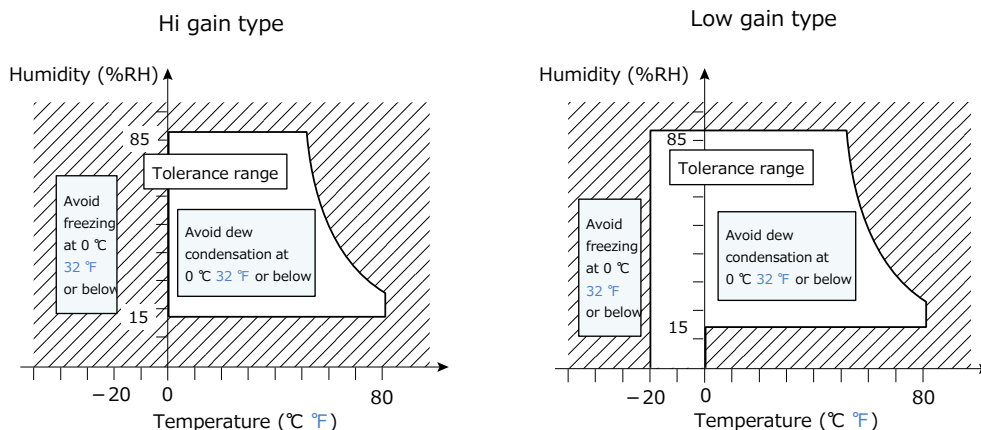 Hi gain type
Humidity (%RH)
85
Tolerance range
Avoid
freezing
at 0 ℃
32 ℉
or below
Avoid dew
condensation at
0 ℃ 32 ℉ or below
15
−20
0
80
Temperature (℃ ℉)
Low gain type
Humidity (%RH)
85
Tolerance range
Avoid
freezing
at 0 ℃
32 ℉
or below
Avoid dew
condensation at
0 ℃ 32 ℉ or below
15
−20
0
80
Temperature (℃ ℉)